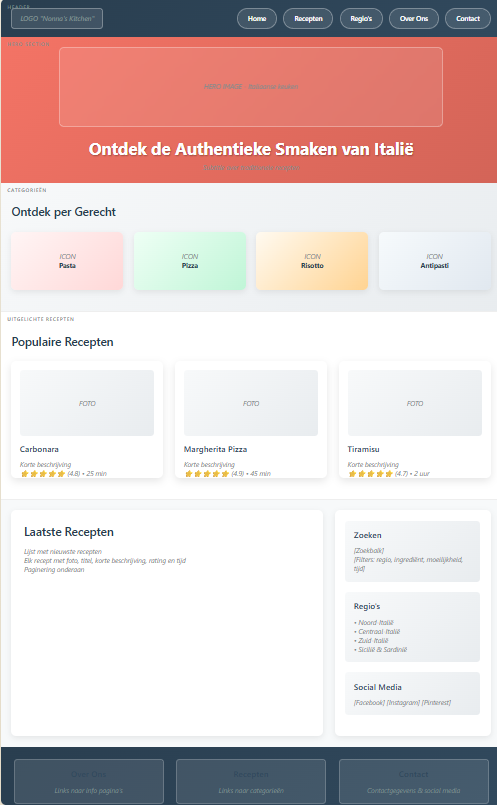 HEADER
LOGO "Nonna's Kitchen"
Home
Recepten
Regio's
Over Ons
Contact
HERO SECTION
HERO IMAGE - Italiaanse keuken
Ontdek de Authentieke Smaken van Italië
CATEGORIEËN
Ontdek per Gerecht
ICON
Pasta
ICON
Pizza
ICON
Risotto
ICON
Antipasti
UITGELICHTE RECEPTEN
Populaire Recepten
FOTO
Carbonara
Korte beschrijving
⭐⭐⭐⭐⭐ (4.8) • 25 min
FOTO
Margherita Pizza
Korte beschrijving
⭐⭐⭐⭐⭐ (4.9) • 45 min
FOTO
Tiramisu
Korte beschrijving
⭐⭐⭐⭐⭐ (4.7) • 2 uur
Laatste Recepten
Lijst met nieuwste recepten
Elk recept met foto, titel, korte beschrijving, rating en tijd
Paginering onderaan
Zoeken
[Zoekbalk]
[Filters: regio, ingrediënt, moeilijkheid,
tijd]
Regio's
• Noord-Italië
• Centraal-Italië
• Zuid-Italië
• Sicilië & Sardinië
Social Media
[Facebook] [Instagram] [Pinterest]
Over Ons
Links naar info pagina's
Recepten
Links naar categorieën
Contact
Contactgegevens & social media